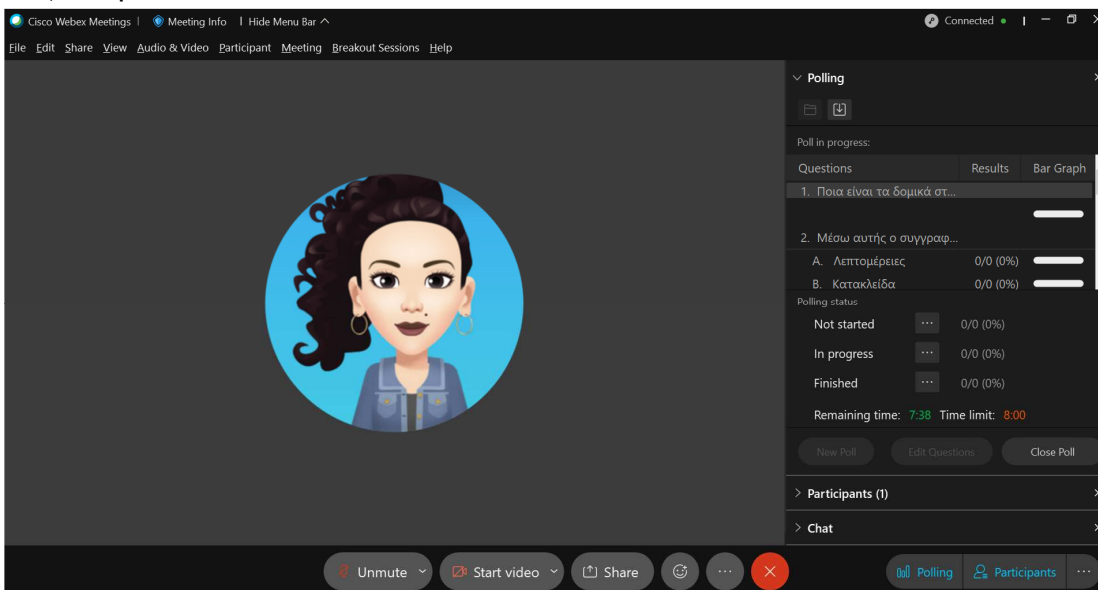 Cisco Webex Meetings | Meeting Info | Hide Menu Bar
Connected
File Edit Share View Audio & Video Participant Meeting Breakout Sessions Help
Polling
Poll in progress:
Questions Results Bar Graph
1. Ποια είναι τα δομικά στ...
2. Μέσω αυτής ο συγγραφ...
A. Λεπτομέρειες 0/0 (0%)
B. Κατακλείδα 0/0 (0%)
Polling status
Not started ... 0/0 (0%)
In progress ... 0/0 (0%)
Finished ... 0/0 (0%)
Remaining time: 7:38 Time limit: 8:00
New Poll Edit Questions Close Poll
Participants (1)
Chat
Unmute Start video Share ... Polling Participants ...